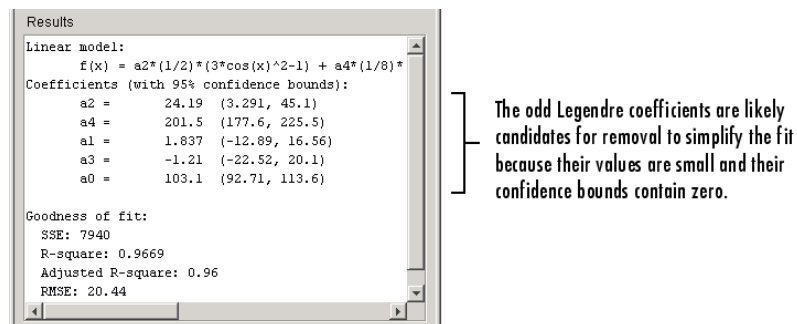 Results
Linear model:
f(x) = a2*(1/2)*(3*cos(x)^2-1) + a4*(1/8)*
Coefficients (with 95% confidence bounds):
a2 = 24.19 (3.291, 45.1)
a4 = 201.5 (177.6, 225.5)
a1 = 1.837 (-12.89, 16.56)
a3 = -1.21 (-22.52, 20.1)
a0 = 103.1 (92.71, 113.6)
Goodness of fit:
SSE: 7940
R-square: 0.9669
Adjusted R-square: 0.96
RMSE: 20.44
The odd Legendre coefficients are likely
candidates for removal to simplify the fit
because their values are small and their
confidence bounds contain zero.